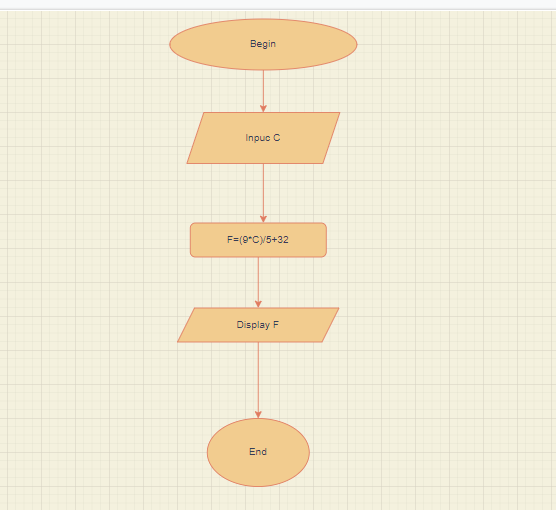 Begin
Inpuc C
F=(9*C)/5+32
Display F
End